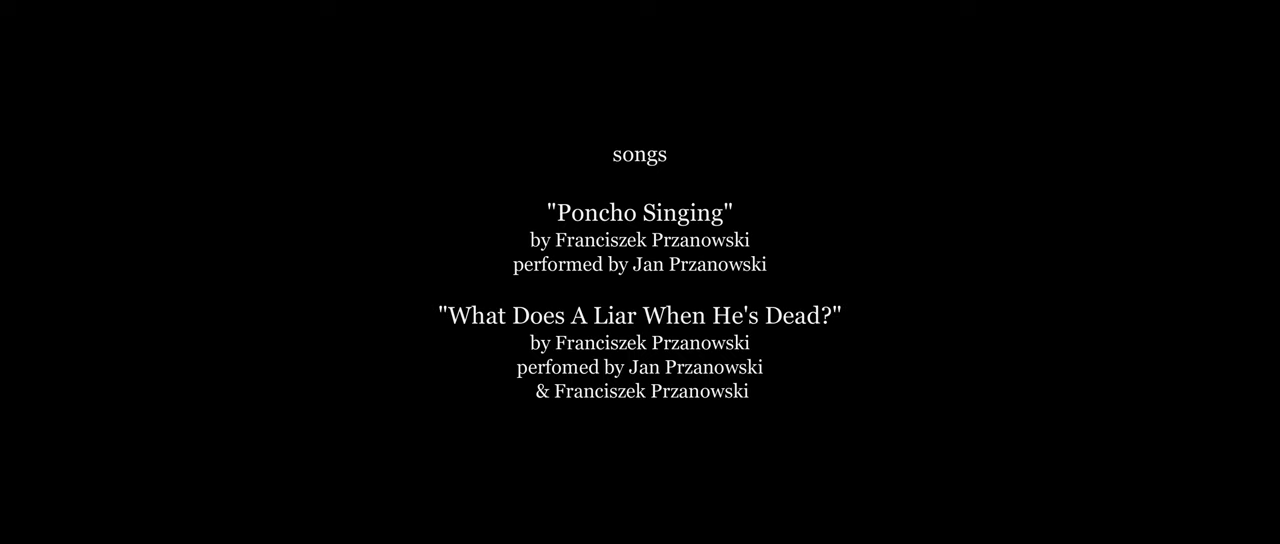 songs
"Poncho Singing"
by Franciszek Przanowski
performed by Jan Przanowski
"What Does A Liar When He's Dead?"
by Franciszek Przanowski
perfomed by Jan Przanowski
& Franciszek Przanowski